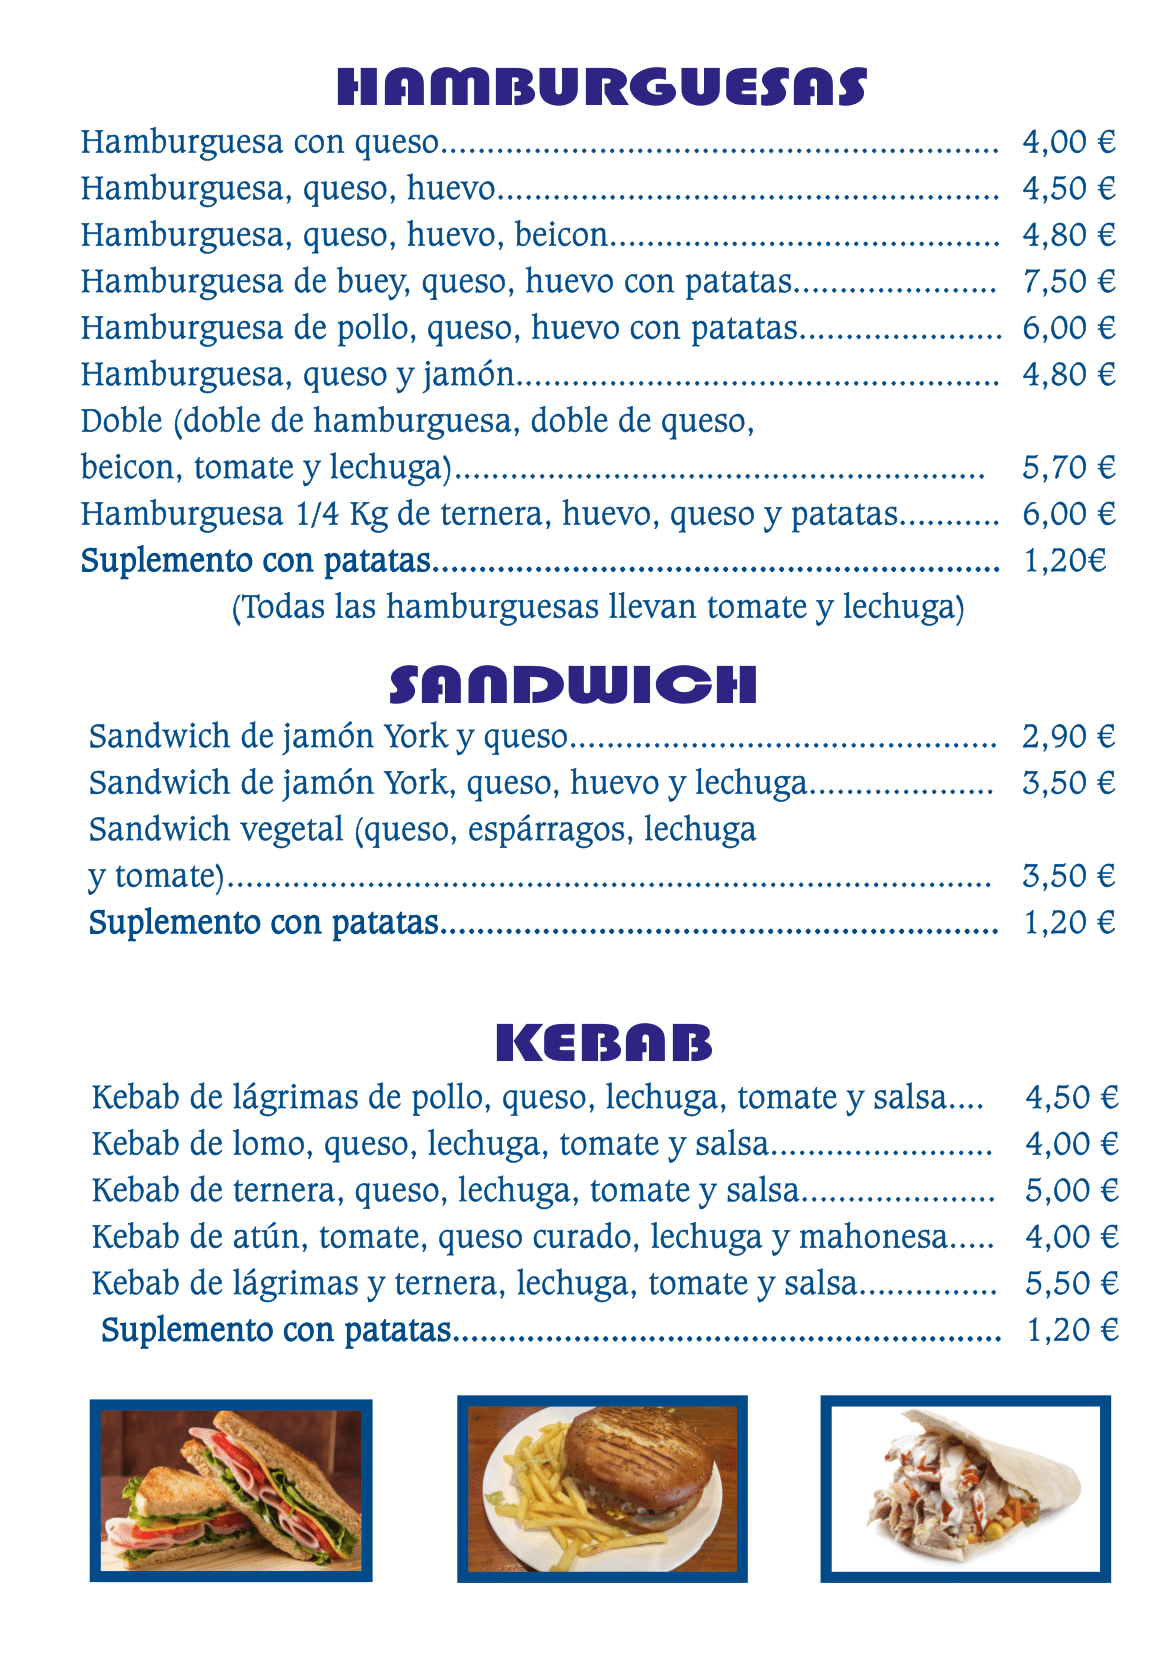 HAMBURGUESAS
Hamburguesa con queso............................................................ 4,00 €
Hamburguesa, queso, huevo...................................................... 4,50 €
Hamburguesa, queso, huevo, beicon.......................................... 4,80 €
Hamburguesa de buey, queso, huevo con patatas...................... 7,50 €
Hamburguesa de pollo, queso, huevo con patatas...................... 6,00 €
Hamburguesa, queso y jamón.................................................... 4,80 €
Doble (doble de hamburguesa, doble de queso,
beicon, tomate y lechuga)......................................................... 5,70 €
Hamburguesa 1/4 Kg de ternera, huevo, queso y patatas........... 6,00 €
Suplemento con patatas............................................................. 1,20€
(Todas las hamburguesas llevan tomate y lechuga)
SANDWICH
Sandwich de jamón York y queso.............................................. 2,90 €
Sandwich de jamón York, queso, huevo y lechuga.................... 3,50 €
Sandwich vegetal (queso, espárragos, lechuga
y tomate).................................................................................. 3,50 €
Suplemento con patatas............................................................ 1,20 €
KEBAB
Kebab de lágrimas de pollo, queso, lechuga, tomate y salsa.... 4,50 €
Kebab de lomo, queso, lechuga, tomate y salsa........................ 4,00 €
Kebab de ternera, queso, lechuga, tomate y salsa..................... 5,00 €
Kebab de atún, tomate, queso curado, lechuga y mahonesa..... 4,00 €
Kebab de lágrimas y ternera, lechuga, tomate y salsa............... 5,50 €
Suplemento con patatas........................................................... 1,20 €